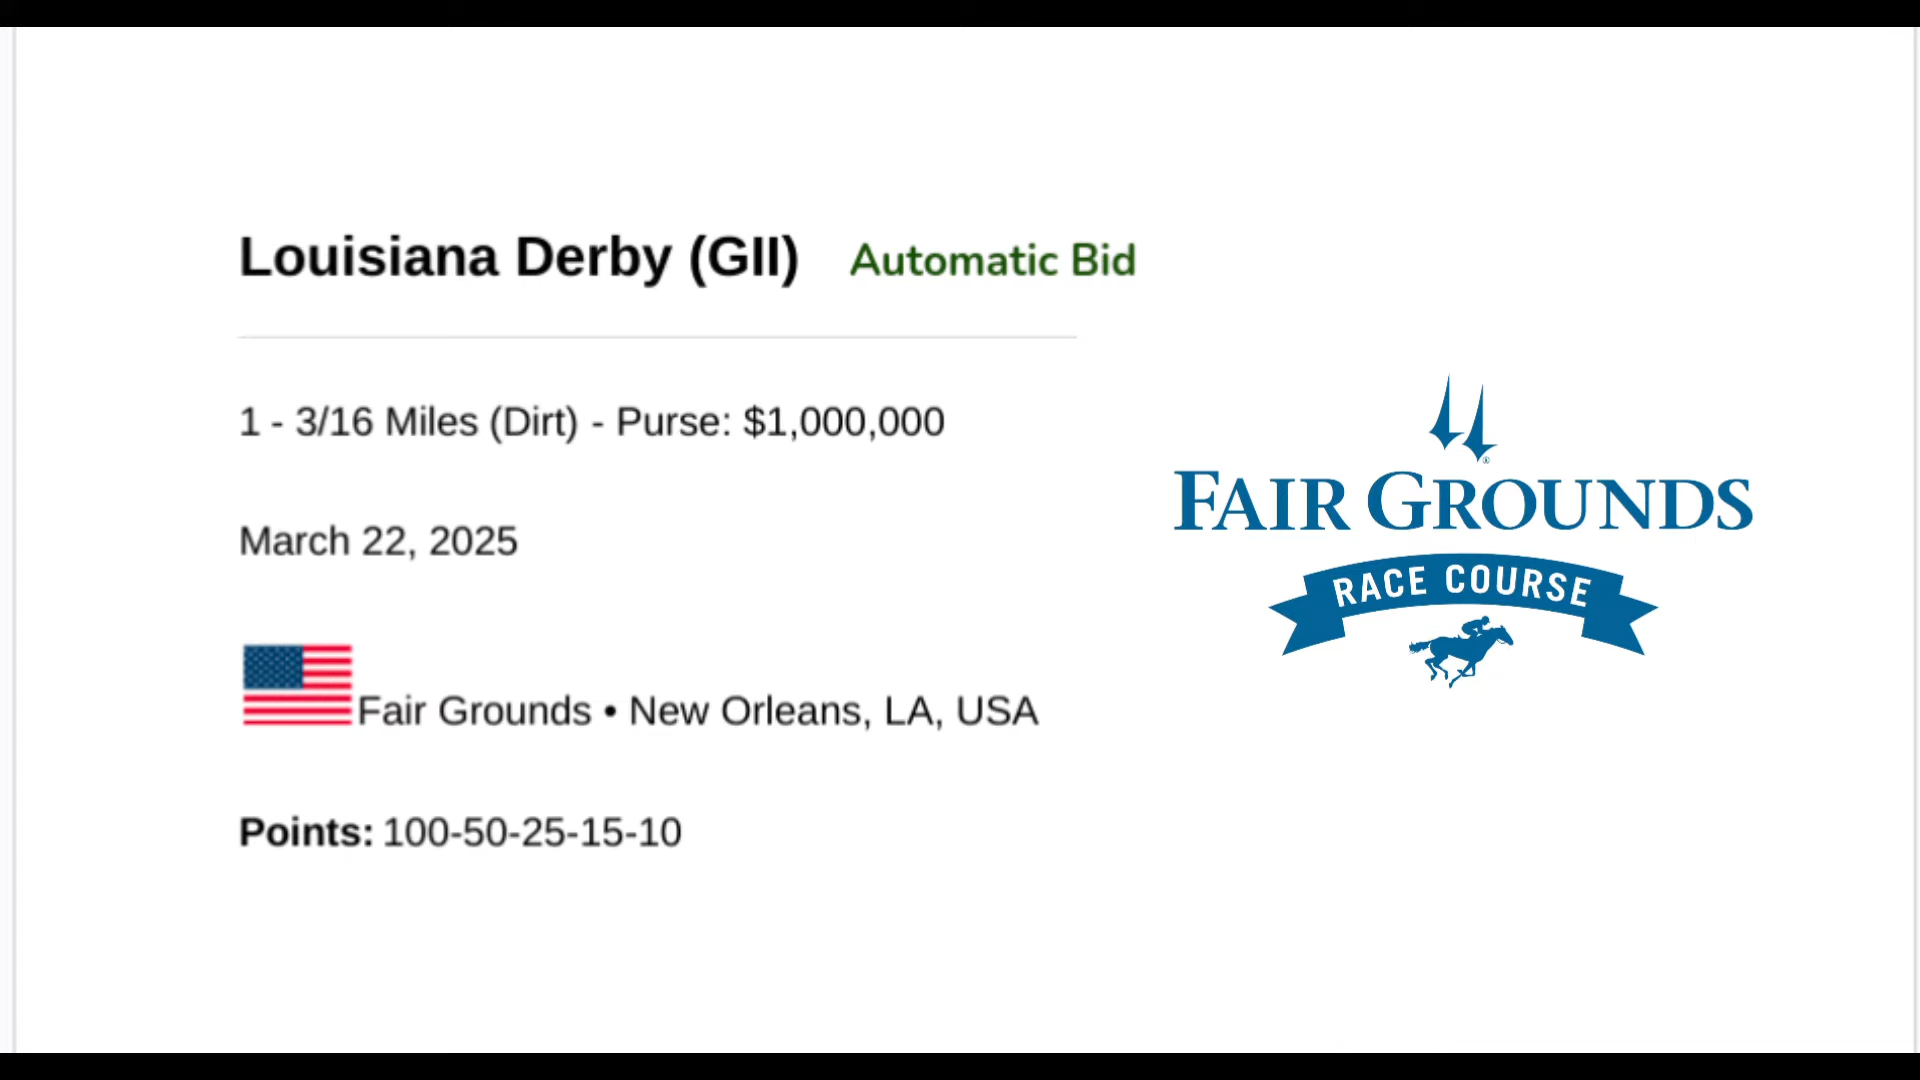 Louisiana Derby (GII) Automatic Bid
1 - 3/16 Miles (Dirt) - Purse: $1,000,000
March 22, 2025
Fair Grounds • New Orleans, LA, USA
Points: 100-50-25-15-10
®
FAIR GROUNDS
RACE COURSE